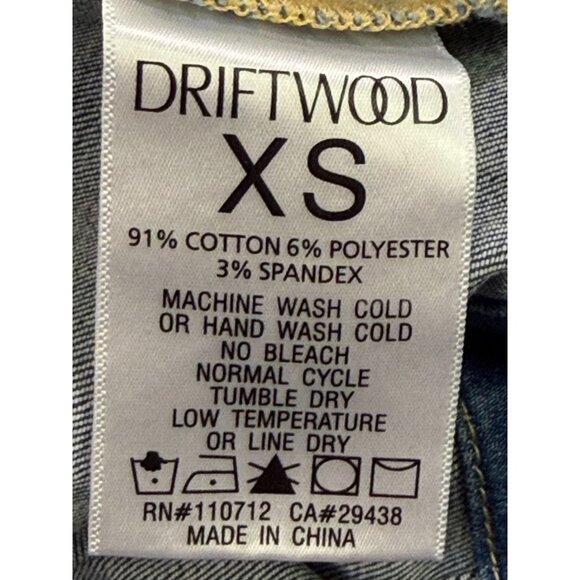 DRIFTWOOD
XS
91% COTTON 6% POLYESTER
3% SPANDEX
MACHINE WASH COLD
OR HAND WASH COLD
NO BLEACH
NORMAL CYCLE
TUMBLE DRY
LOW TEMPERATURE
OR LINE DRY
RN#110712 CA#29438
MADE IN CHINA